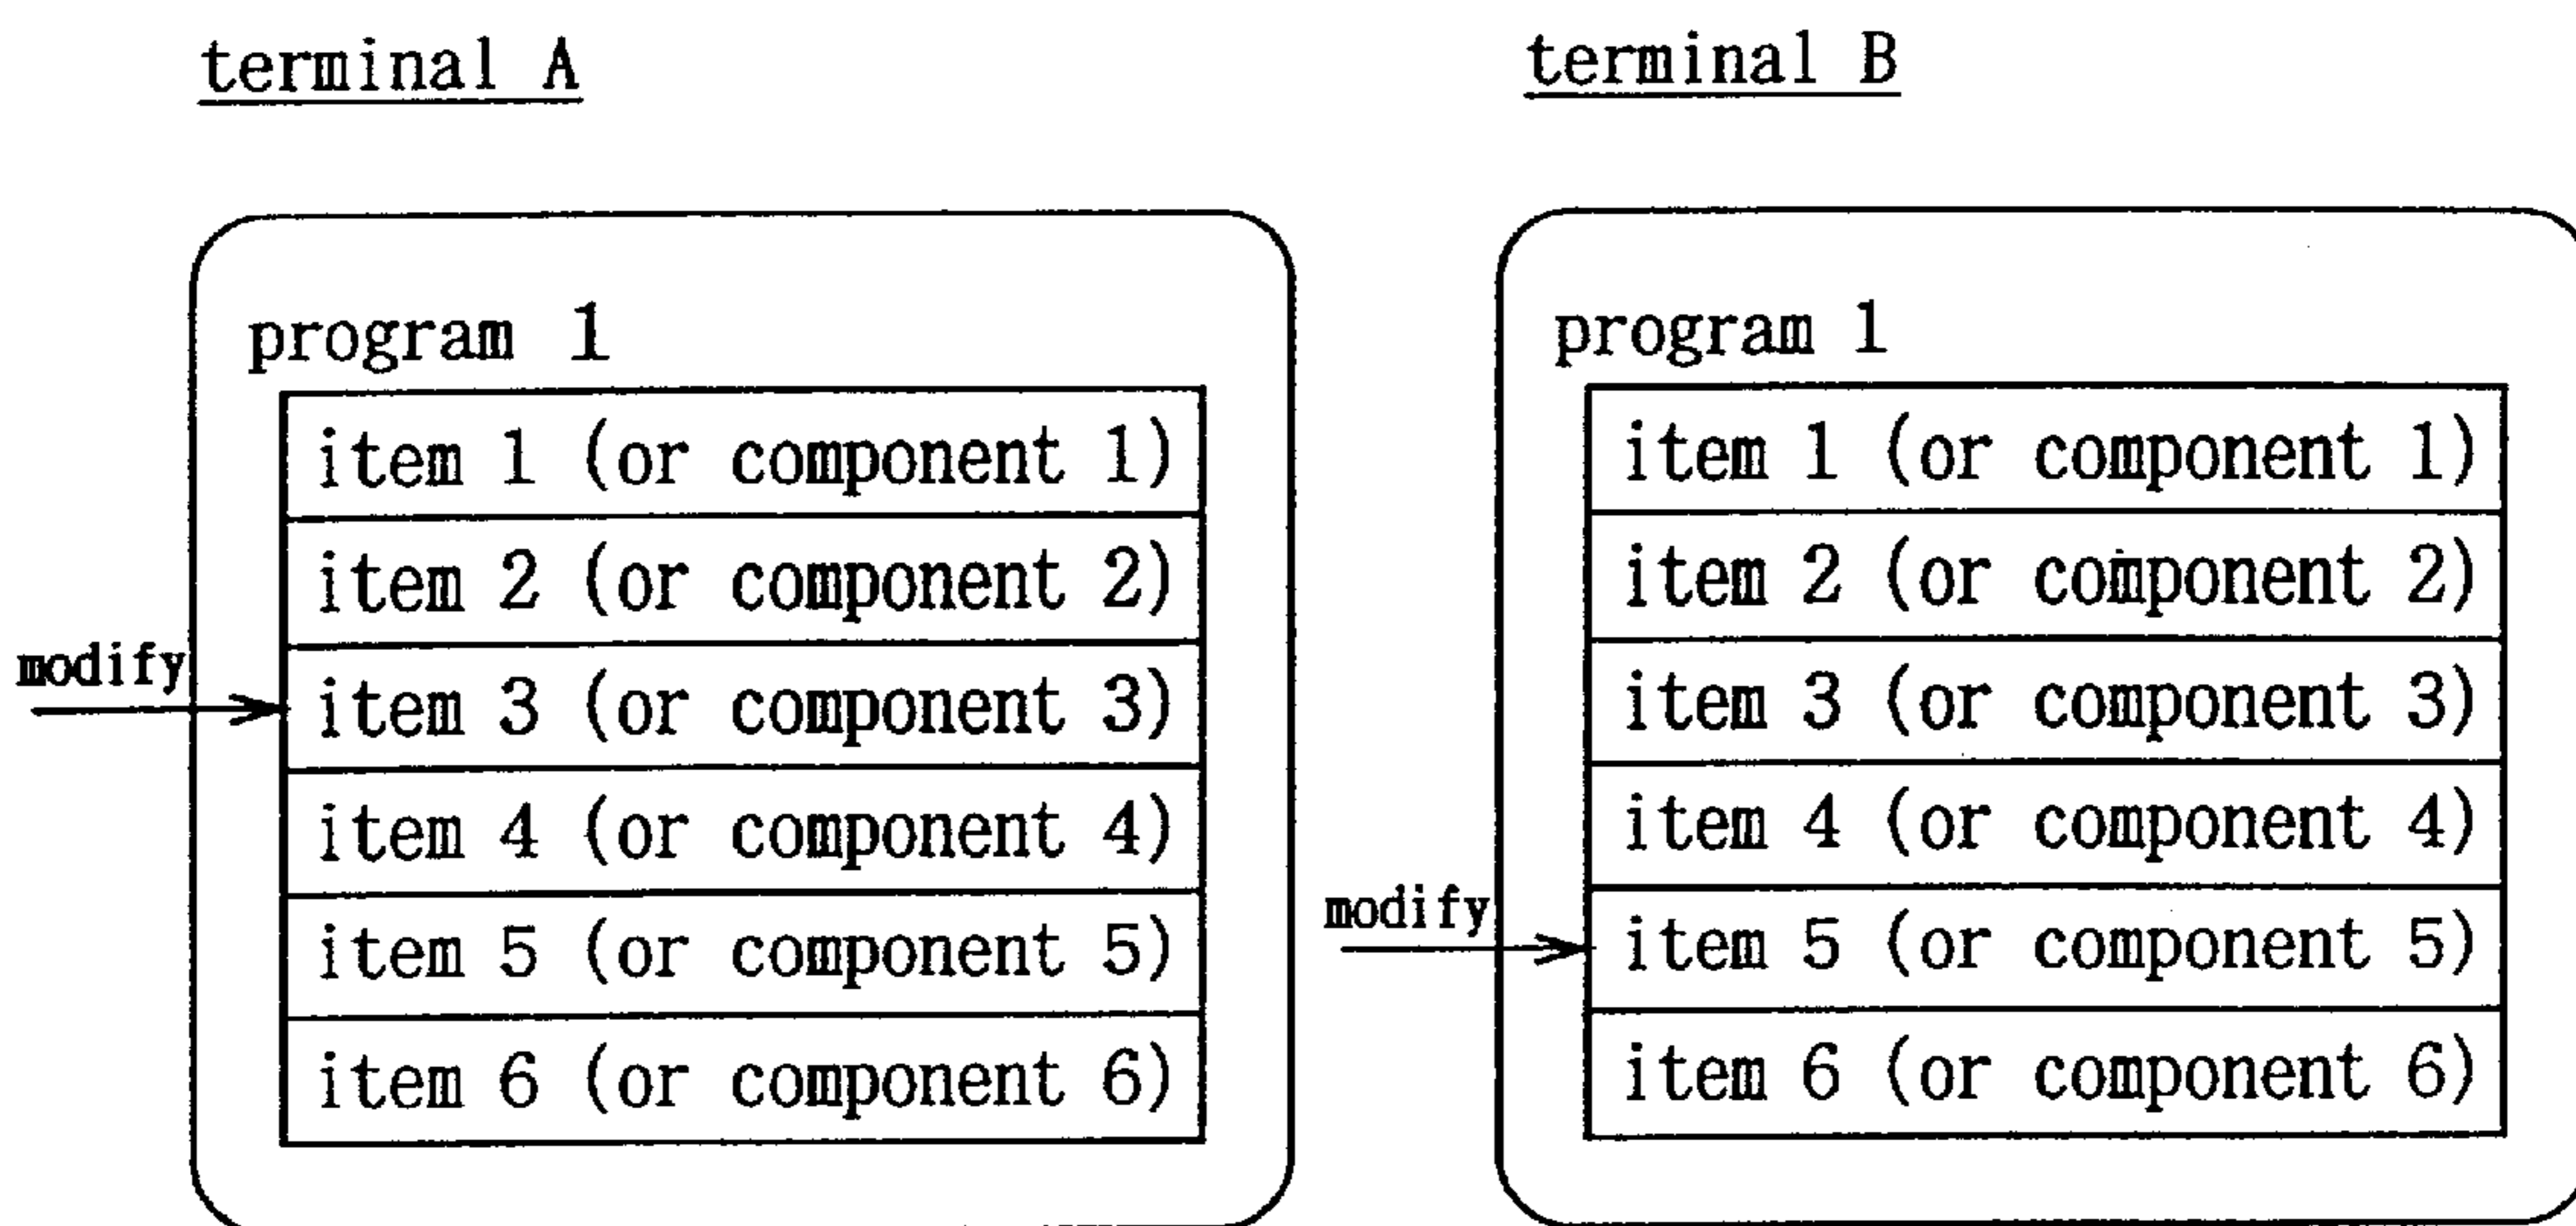 terminal A
program 1
item 1 (or component 1)
item 2 (or component 2)
modify
item 3 (or component 3)
item 4 (or component 4)
item 5 (or component 5)
item 6 (or component 6)
terminal B
program 1
item 1 (or component 1)
item 2 (or component 2)
item 3 (or component 3)
item 4 (or component 4)
modify
item 5 (or component 5)
item 6 (or component 6)